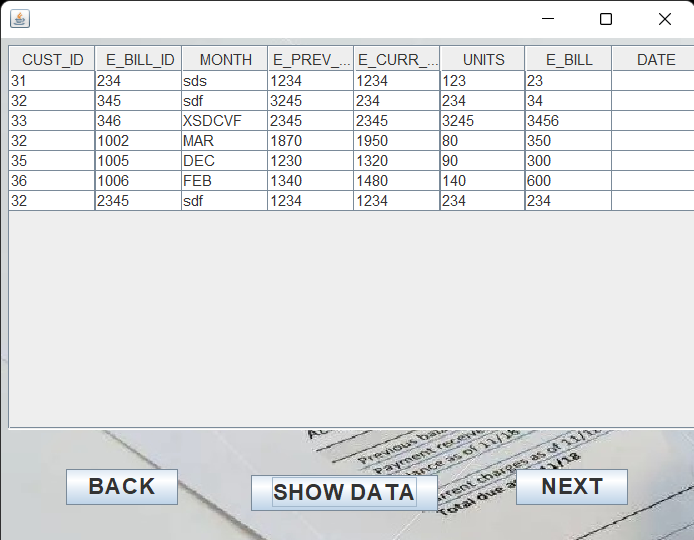 CUST_ID E_BILL_ID MONTH E_PREV_... E_CURR_... UNITS E_BILL DATE
31 234 sds 1234 1234 123 23
32 345 sdf 3245 234 234 34
33 346 XSDCVF 2345 2345 3245 3456
32 1002 MAR 1870 1950 80 350
35 1005 DEC 1230 1320 90 300
36 1006 FEB 1340 1480 140 600
32 2345 sdf 1234 1234 234 234
Previous
Payment receive
ance as of 11/18
rrent charges as of 11/1
Total due as 11/18
BACK SHOW DATA NEXT